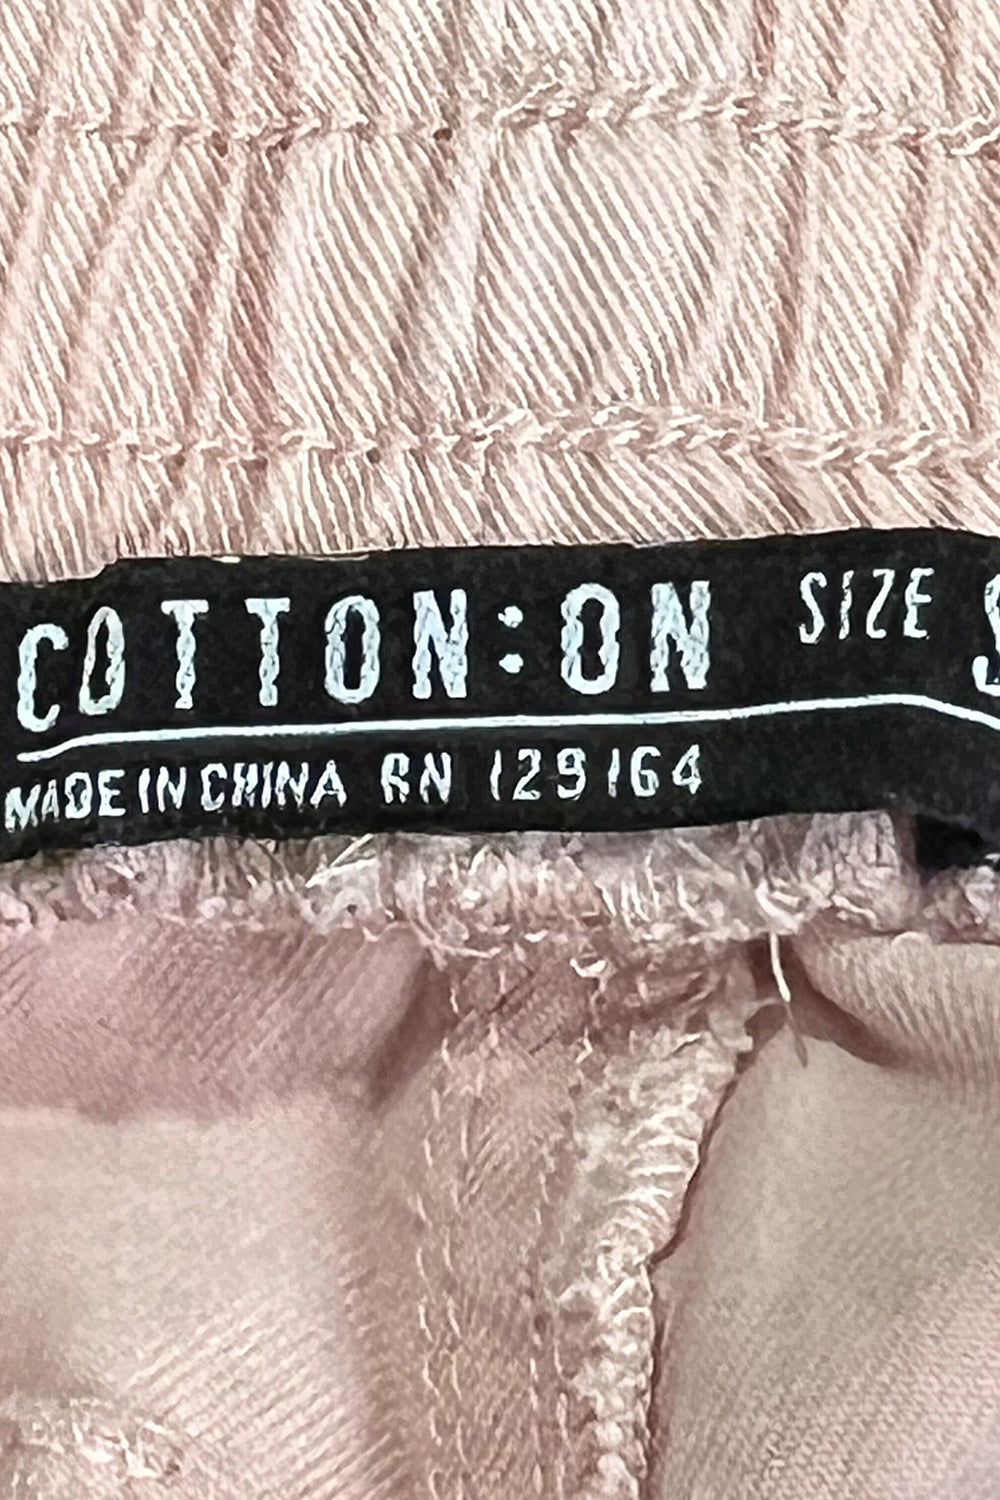 COTTON:ON SIZE S
MADE IN CHINA RN 129164